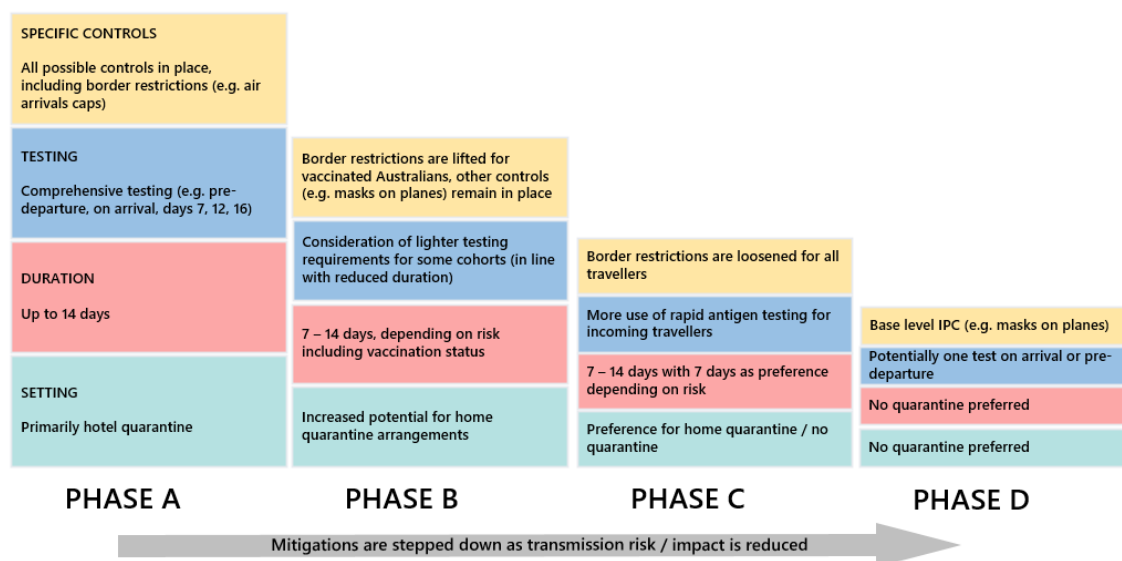 SPECIFIC CONTROLS
All possible controls in place,
including border restrictions (e.g. air
arrivals caps)
TESTING
Comprehensive testing (e.g. pre-
departure, on arrival, days 7, 12, 16)
DURATION
Up to 14 days
SETTING
Primarily hotel quarantine
Border restrictions are lifted for
vaccinated Australians, other controls
(e.g. masks on planes) remain in place
Consideration of lighter testing
requirements for some cohorts (in line
with reduced duration)
7 – 14 days, depending on risk
including vaccination status
Increased potential for home
quarantine arrangements
Border restrictions are loosened for all
travellers
More use of rapid antigen testing for
incoming travellers
7 – 14 days with 7 days as preference
depending on risk
Preference for home quarantine / no
quarantine
Base level IPC (e.g. masks on planes)
Potentially one test on arrival or pre-
departure
No quarantine preferred
No quarantine preferred
PHASE A
PHASE B
PHASE C
PHASE D
Mitigations are stepped down as transmission risk / impact is reduced